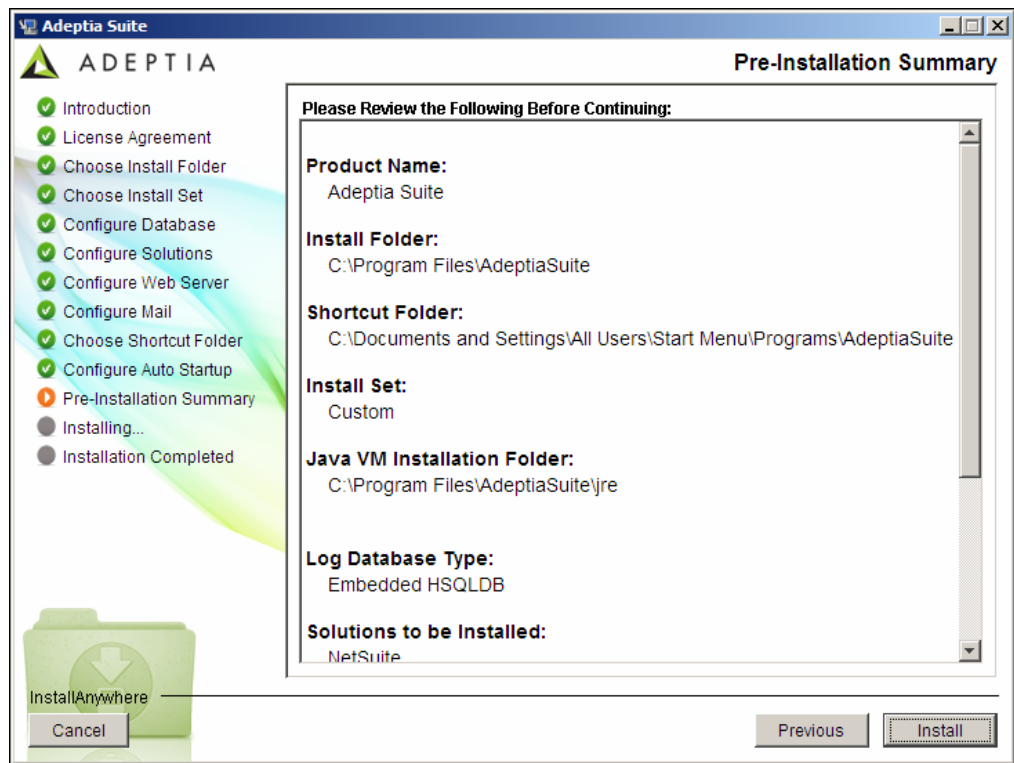 Adeptia Suite
ADEPTIA
Pre-Installation Summary
Introduction
License Agreement
Choose Install Folder
Choose Install Set
Configure Database
Configure Solutions
Configure Web Server
Configure Mail
Choose Shortcut Folder
Configure Auto Startup
Pre-Installation Summary
Installing...
Installation Completed
Please Review the Following Before Continuing:
Product Name:
Adeptia Suite
Install Folder:
C:\Program Files\AdeptiaSuite
Shortcut Folder:
C:\Documents and Settings\All Users\Start Menu\Programs\AdeptiaSuite
Install Set:
Custom
Java VM Installation Folder:
C:\Program Files\AdeptiaSuite\jre
Log Database Type:
Embedded HSQLDB
Solutions to be Installed:
NetSuite
InstallAnywhere
Cancel
Previous
Install